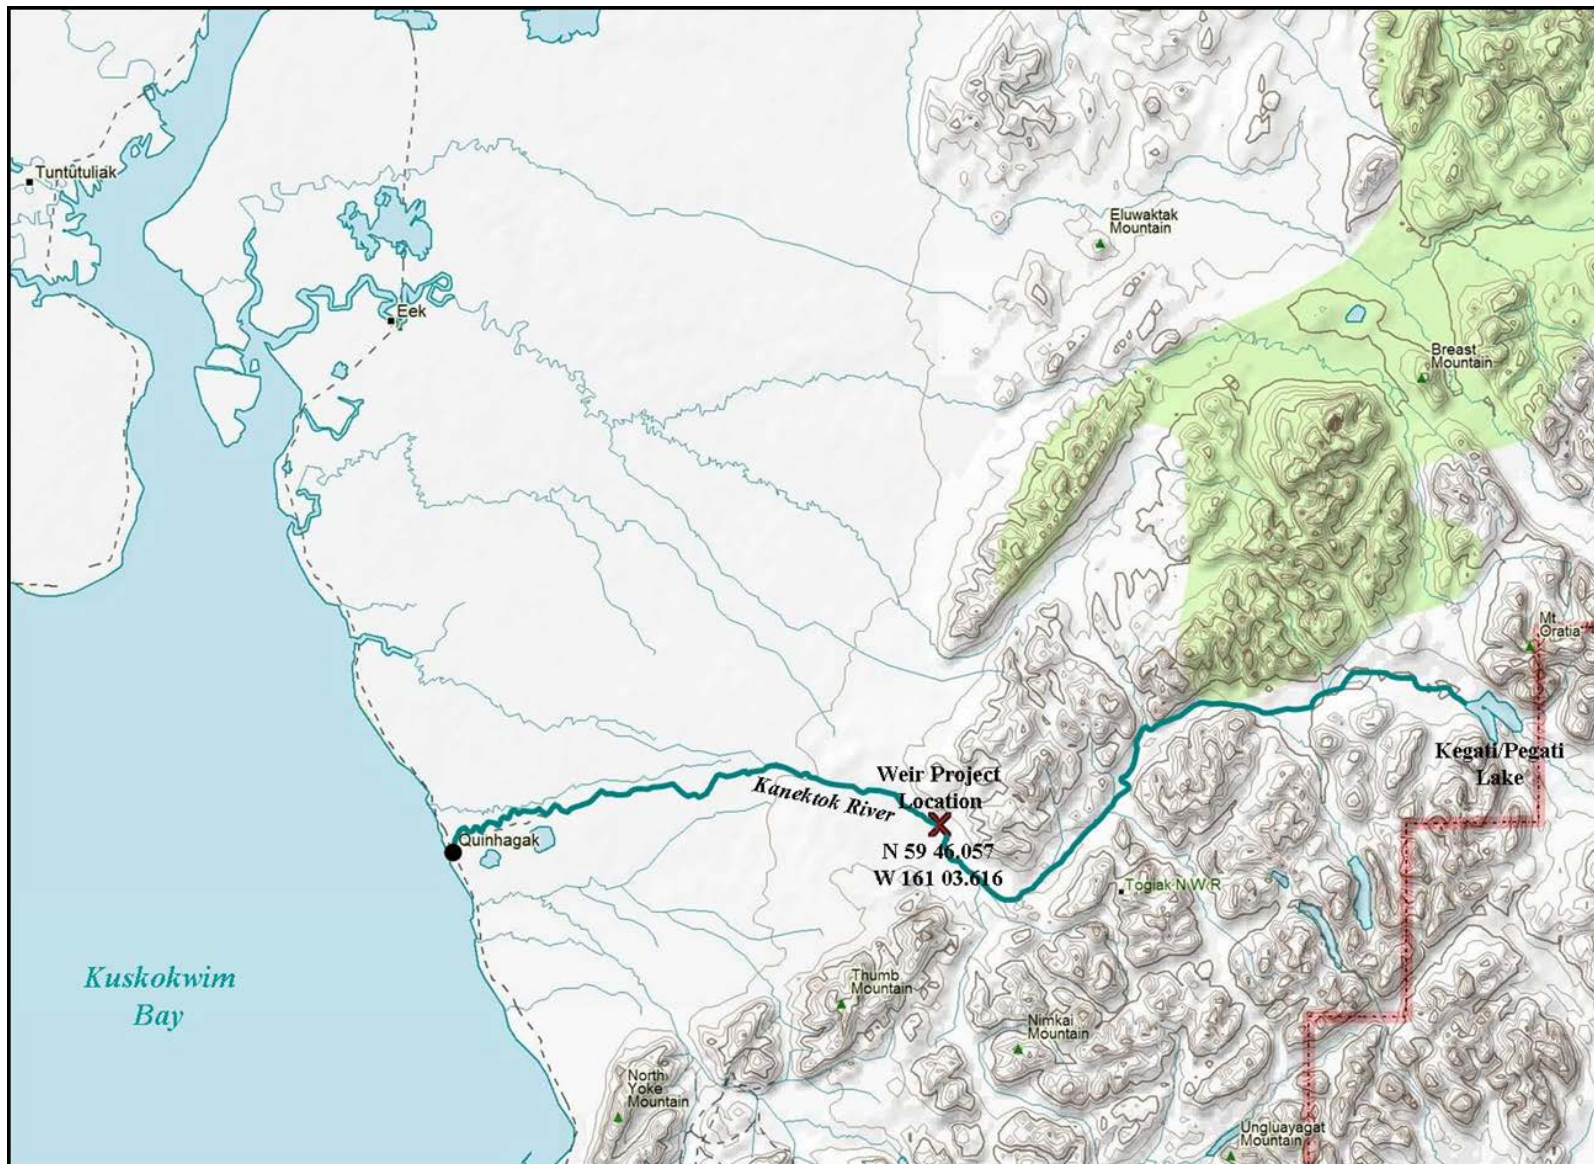 Tuntutuliak
Eluwaktak
Mountain
Eek
Breast
Mountain
Mt
Oratia
Kegati/Pegati
Lake
Weir Project
Location
Kanektok River
Quinhagak
N 59 46.057
W 161 03.616
Togiak N W R
Kuskokwim
Bay
Thumb
Mountain
Nimkai
Mountain
North
Yoke
Mountain
Ungluayagat
Mountain